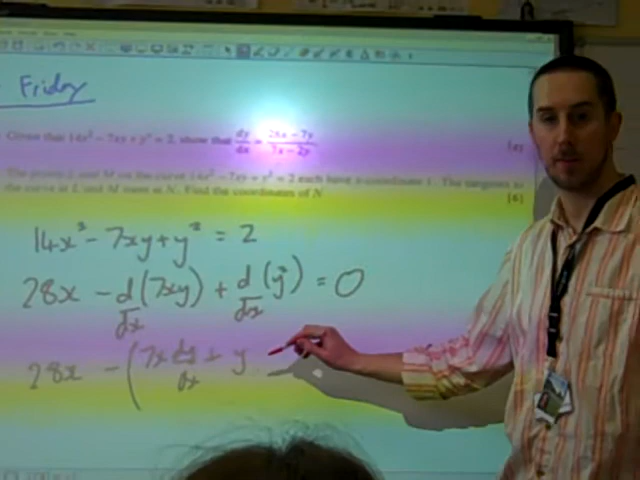 Friday
Given that 14x² − 7xy + y² = 2, show that dy/dx = (28x − 7y)/(7x − 2y)
The points L and M on the curve 14x² − 7xy + y² = 2 each have x-coordinate 1. The tangents to
the curve at L and M meet at N. Find the coordinates of N. [6]
14x² − 7xy + y² = 2
28x − d/dx (7xy) + d/dx (y²) = 0
28x − (7x dy/dx + y